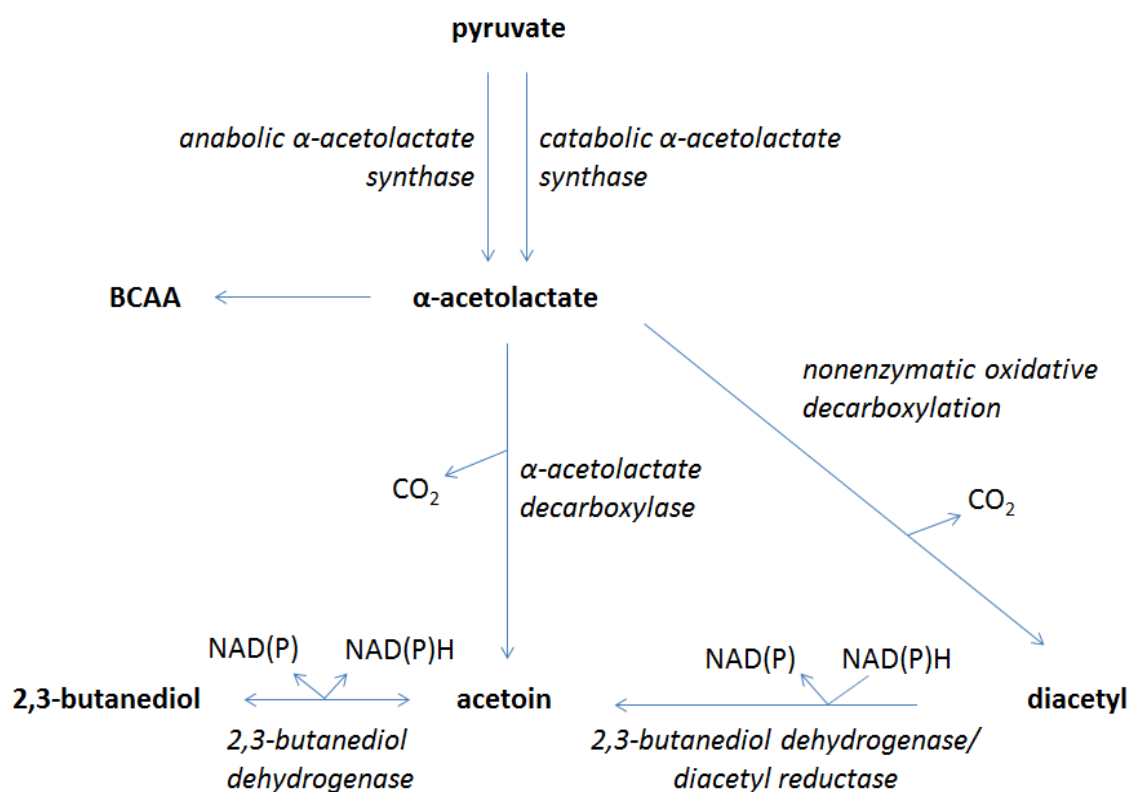 pyruvate
anabolic α-acetolactate
synthase
catabolic α-acetolactate
synthase
BCAA
α-acetolactate
nonenzymatic oxidative
decarboxylation
CO₂
α-acetolactate
decarboxylase
CO₂
NAD(P)
NAD(P)H
NAD(P)
NAD(P)H
2,3-butanediol
acetoin
diacetyl
2,3-butanediol
dehydrogenase
2,3-butanediol dehydrogenase/
diacetyl reductase